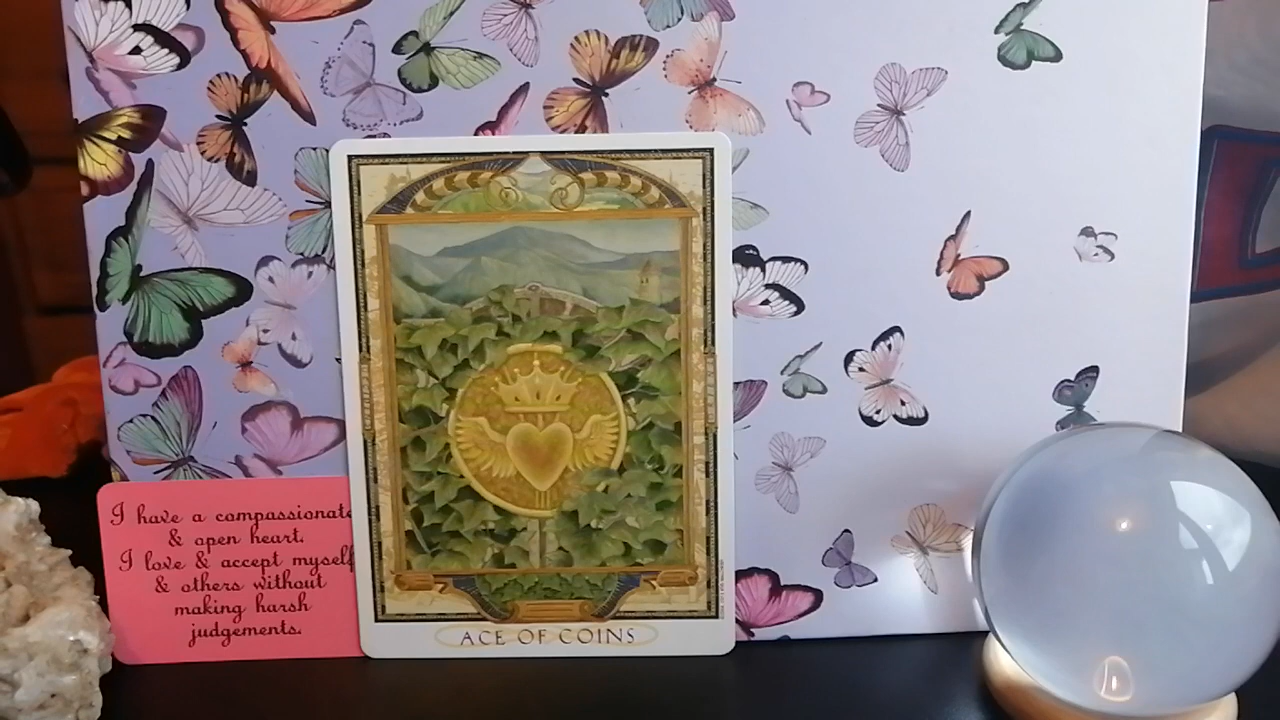 I have a compassionate
& open heart.
I love & accept myself
& others without
making harsh
judgements.
ACE OF COINS